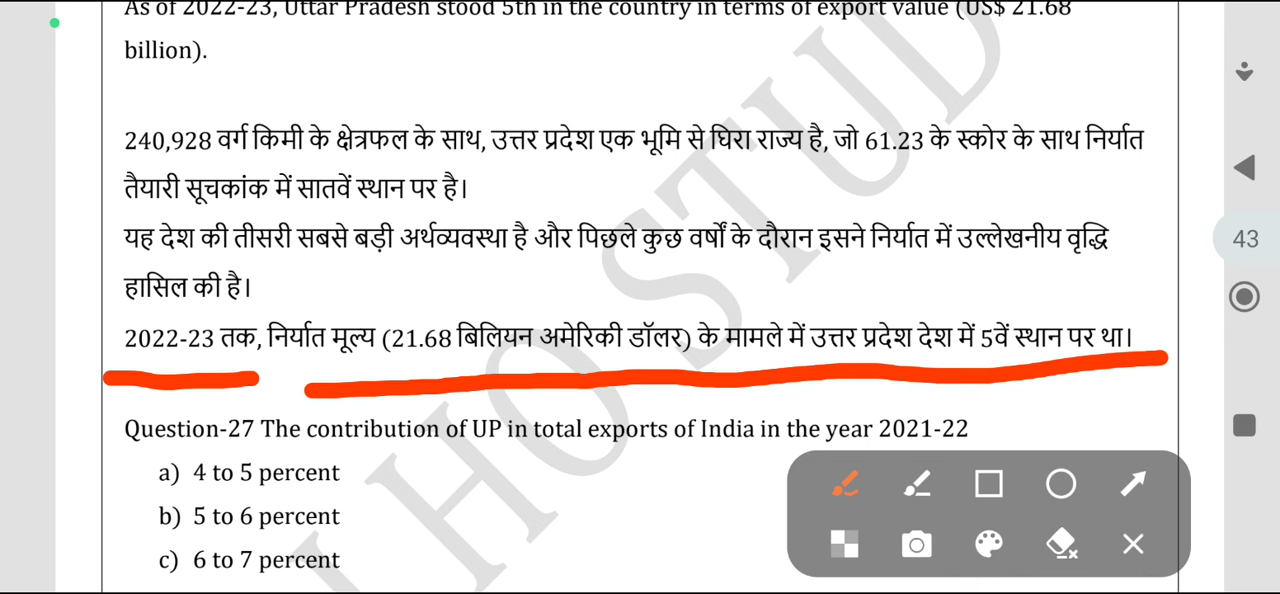 As of 2022-23, Uttar Pradesh stood 5th in the country in terms of export value (US$ 21.68
billion).
240,928 वर्ग किमी के क्षेत्रफल के साथ, उत्तर प्रदेश एक भूमि से घिरा राज्य है, जो 61.23 के स्कोर के साथ निर्यात
तैयारी सूचकांक में सातवें स्थान पर है।
यह देश की तीसरी सबसे बड़ी अर्थव्यवस्था है और पिछले कुछ वर्षों के दौरान इसने निर्यात में उल्लेखनीय वृद्धि
हासिल की है।
2022-23 तक, निर्यात मूल्य (21.68 बिलियन अमेरिकी डॉलर) के मामले में उत्तर प्रदेश देश में 5वें स्थान पर था।
Question-27 The contribution of UP in total exports of India in the year 2021-22
a) 4 to 5 percent
b) 5 to 6 percent
c) 6 to 7 percent
43
HO STUD